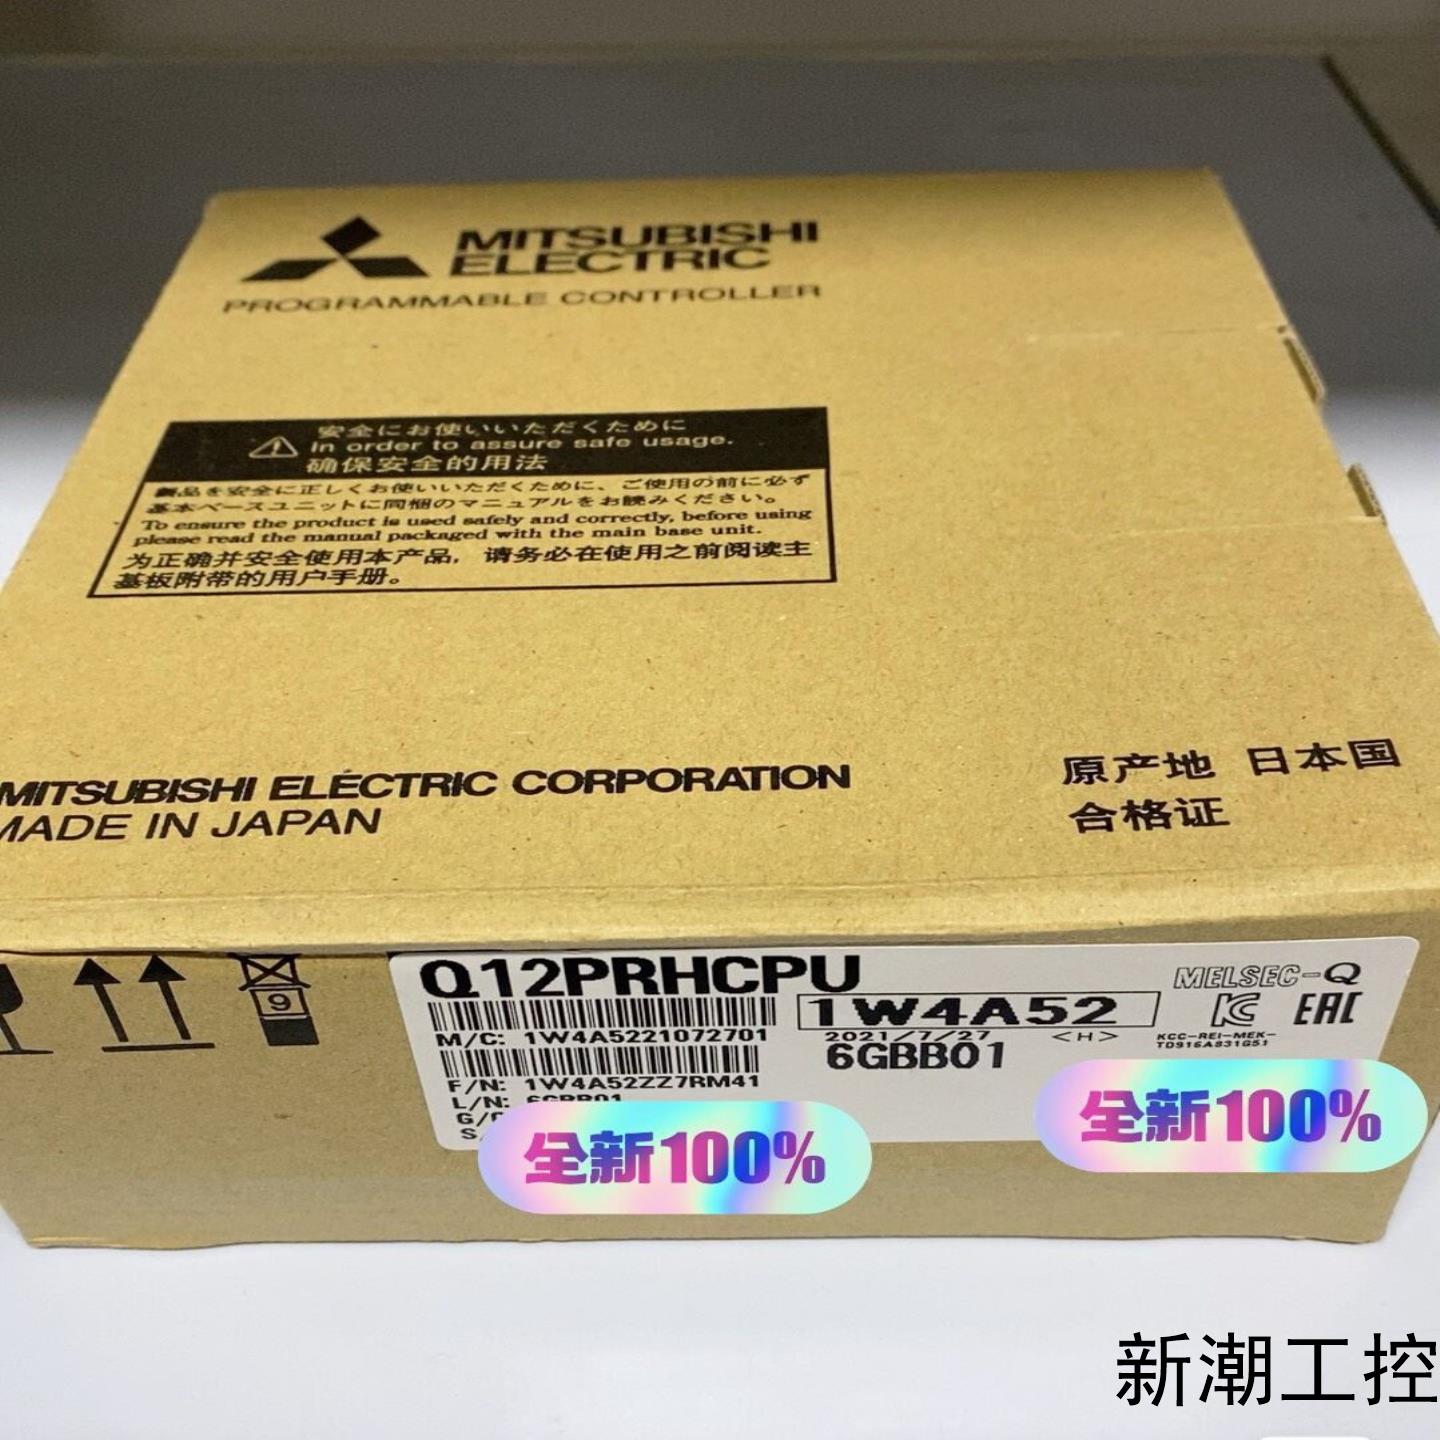 MITSUBISHI
ELECTRIC
PROGRAMMABLE CONTROLLER
安全にお使いいただくために
In order to assure safe usage.
确保安全的用法
製品を安全に正しくお使いいただくために、ご使用の前に必ず
基本ベースユニットに同梱のマニュアルをお読みください。
To ensure the product is used safely and correctly, before using
please read the manual packaged with the main base unit.
为正确并安全使用本产品，请务必在使用之前阅读主
基板附带的用户手册。
MITSUBISHI ELECTRIC CORPORATION
MADE IN JAPAN
原产地 日本国
合格证
9
Q12PRHCPU
MELSEC-Q
1W4A52
M/C: 1W4A5221072701
2021/7/27 <H>
6GBB01
KC EAC
KCC-REI-MEK-
TD916A831G51
F/N: 1W4A52ZZ7RM41
L/N: 6GBB01
全新100%
全新100%
新潮工控